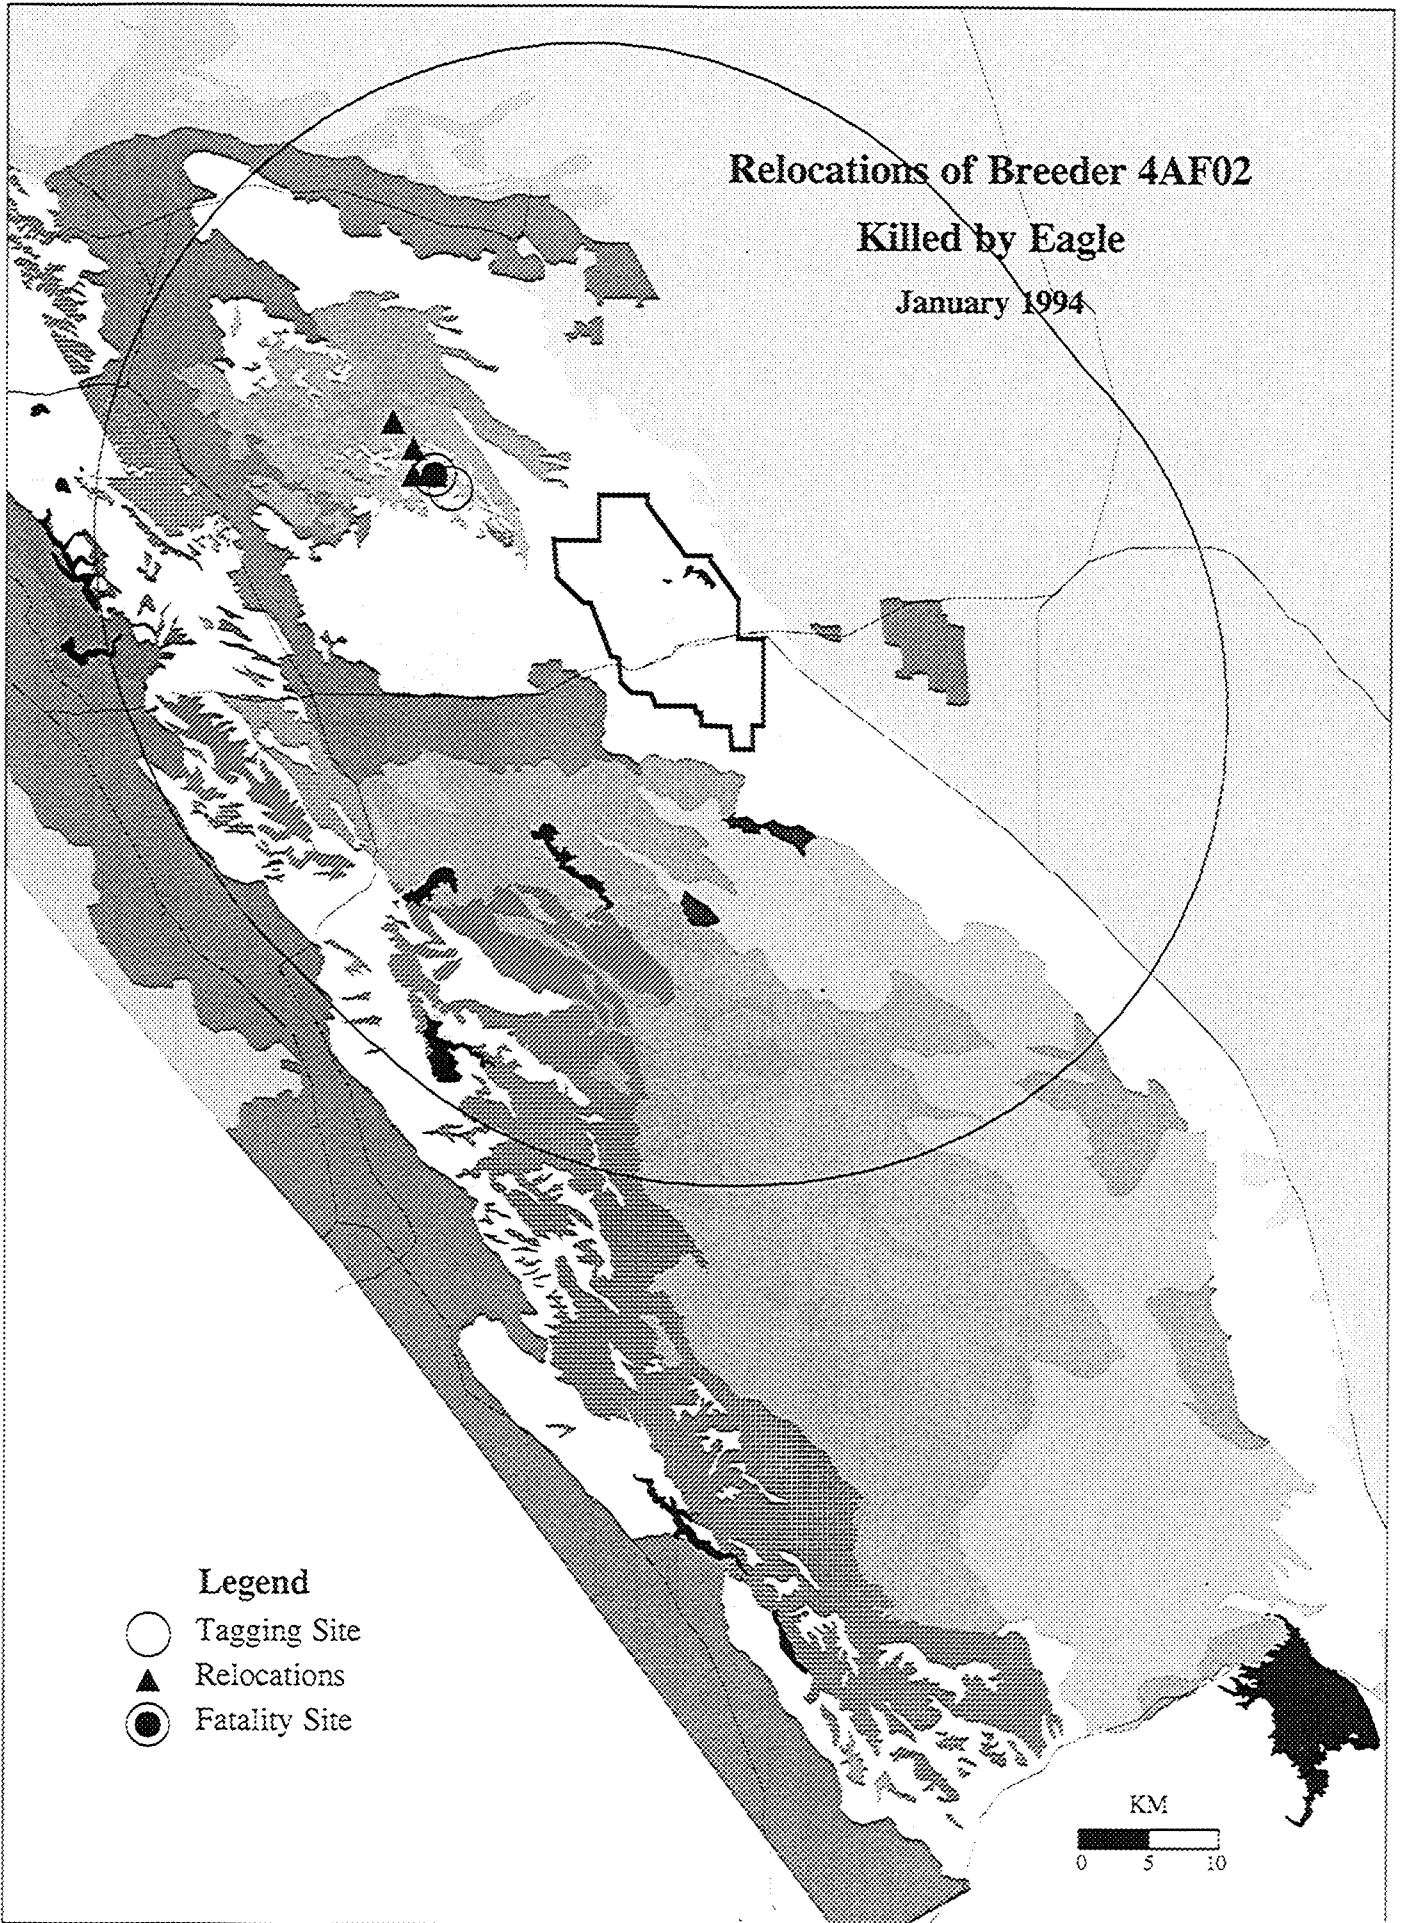 Relocations of Breeder 4AF02
Killed by Eagle
January 1994
Legend
Tagging Site
Relocations
Fatality Site
KM
0 5 10